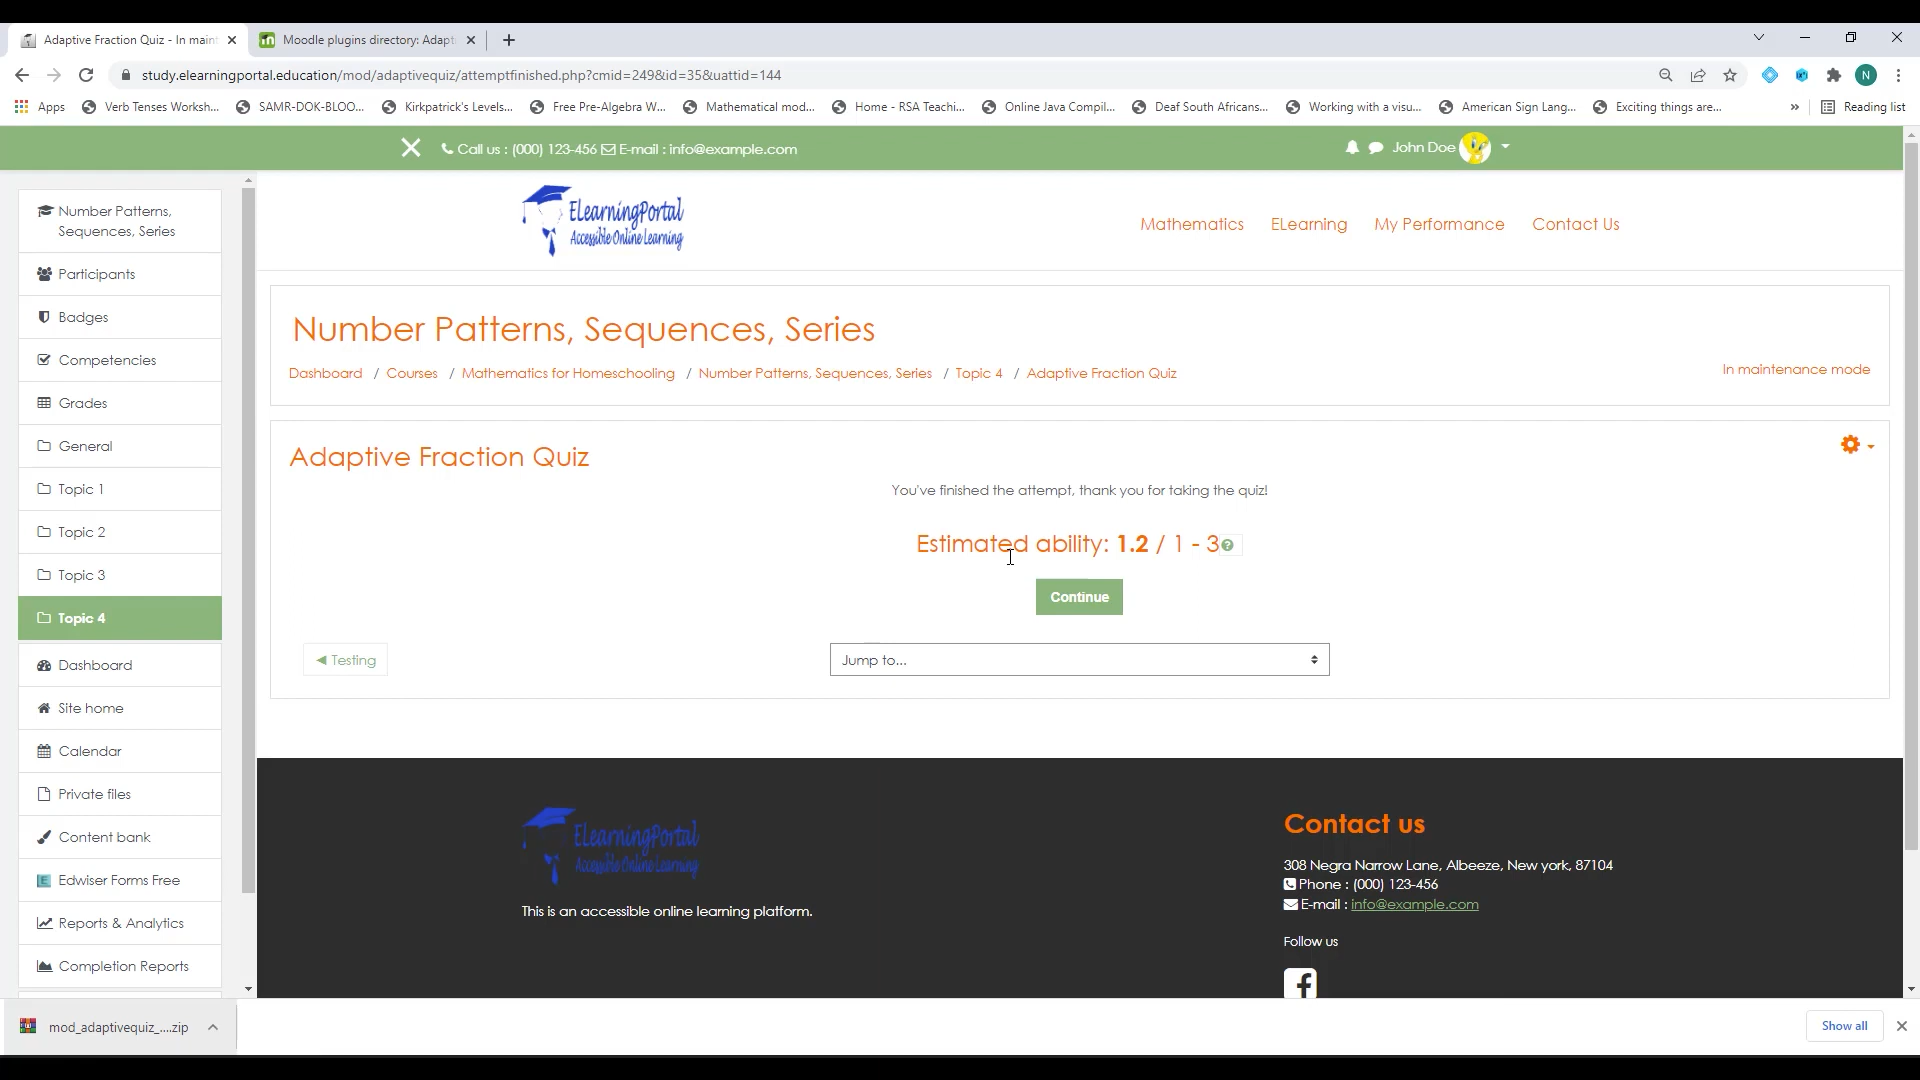 Adaptive Fraction Quiz - In maint
Moodle plugins directory: Adapt
study.elearningportal.education/mod/adaptivequiz/attemptfinished.php?cmid=249&id=35&uattid=144
N
Apps
Verb Tenses Worksh...
SAMR-DOK-BLOO...
Kirkpatrick's Levels...
Free Pre-Algebra W...
Mathematical mod...
Home - RSA Teachi...
Online Java Compil...
Deaf South Africans...
Working with a visu...
American Sign Lang...
Exciting things are...
»
Reading list
Call us : (000) 123-456 E-mail : info@example.com
John Doe
Number Patterns,
Sequences, Series
Participants
Badges
Competencies
Grades
General
Topic 1
Topic 2
Topic 3
Topic 4
Dashboard
Site home
Calendar
Private files
Content bank
Edwiser Forms Free
Reports & Analytics
Completion Reports
ElearningPortal
Accessible Online Learning
Mathematics
ELearning
My Performance
Contact Us
Number Patterns, Sequences, Series
Dashboard / Courses / Mathematics for Homeschooling / Number Patterns, Sequences, Series / Topic 4 / Adaptive Fraction Quiz
In maintenance mode
Adaptive Fraction Quiz
You've finished the attempt, thank you for taking the quiz!
Estimated ability: 1.2 / 1 - 3
Continue
◀ Testing
Jump to...
ElearningPortal
Accessible Online Learning
This is an accessible online learning platform.
Contact us
308 Negra Narrow Lane, Albeeze, New york, 87104
Phone : (000) 123-456
E-mail : info@example.com
Follow us
mod_adaptivequiz_....zip
Show all